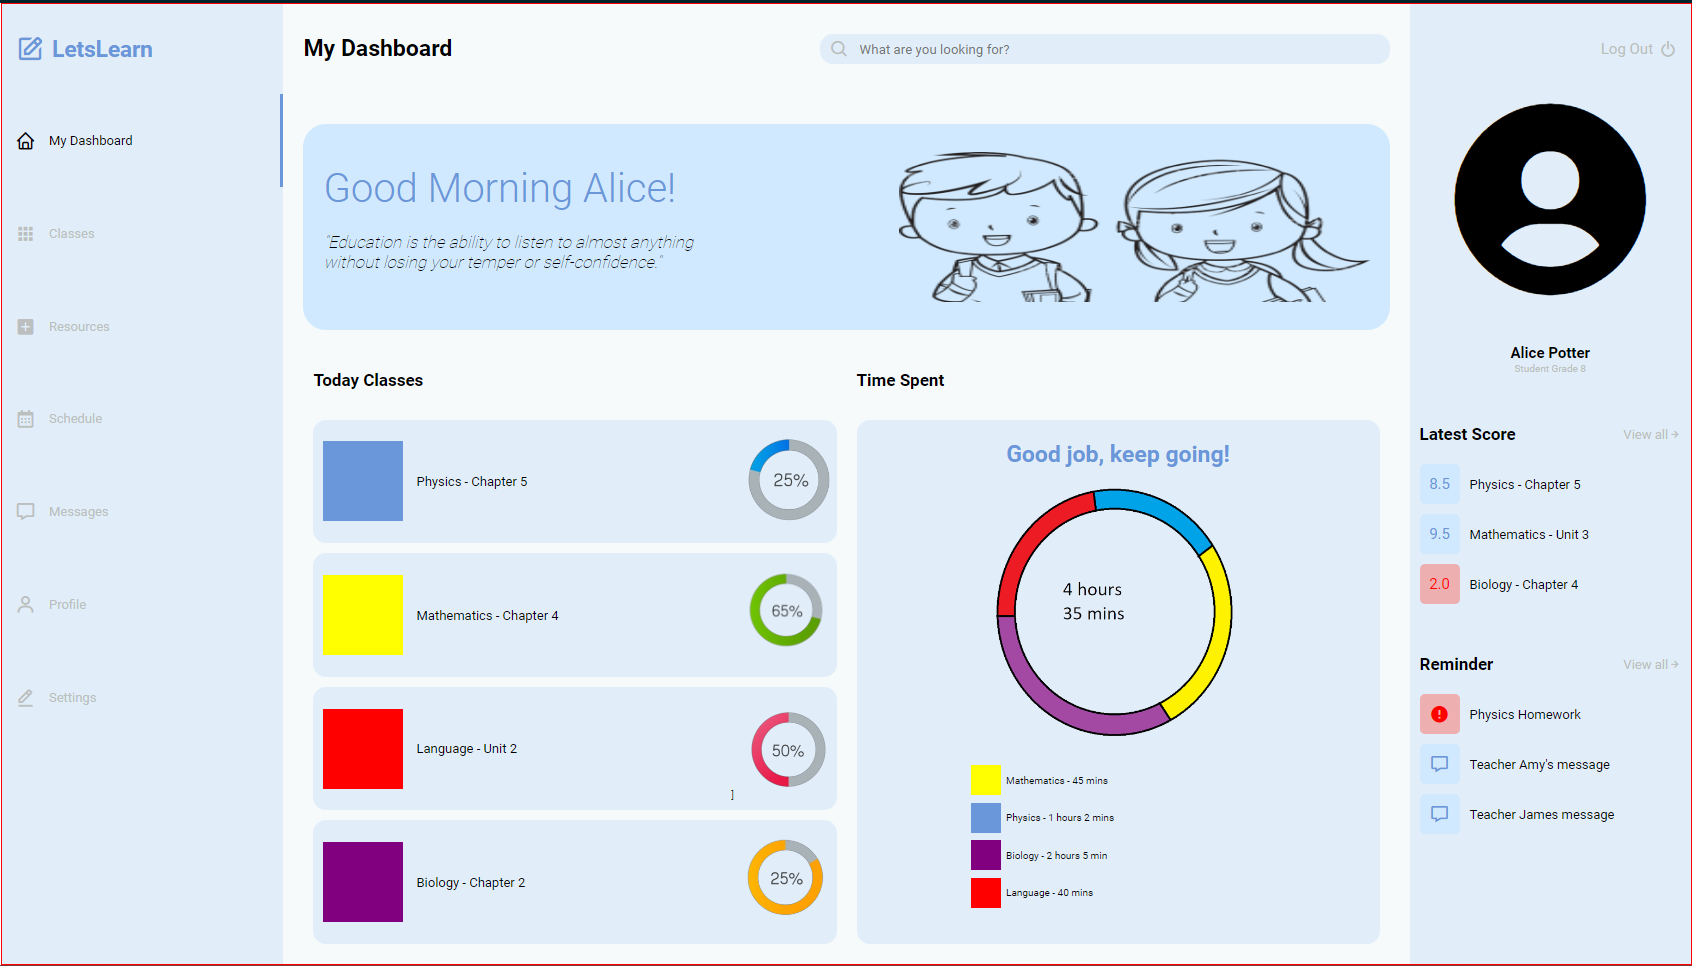 LetsLearn
My Dashboard
Classes
Resources
Schedule
Messages
Profile
Settings
My Dashboard
What are you looking for?
Good Morning Alice!
"Education is the ability to listen to almost anything
without losing your temper or self-confidence."
Today Classes
Physics - Chapter 5
25%
Mathematics - Chapter 4
65%
Language - Unit 2
50%
]
Biology - Chapter 2
25%
Time Spent
Good job, keep going!
4 hours
35 mins
Mathematics - 45 mins
Physics - 1 hours 2 mins
Biology - 2 hours 5 min
Language - 40 mins
Log Out
Alice Potter
Student Grade 8
Latest Score
View all →
8.5 Physics - Chapter 5
9.5 Mathematics - Unit 3
2.0 Biology - Chapter 4
Reminder
View all →
Physics Homework
Teacher Amy's message
Teacher James message